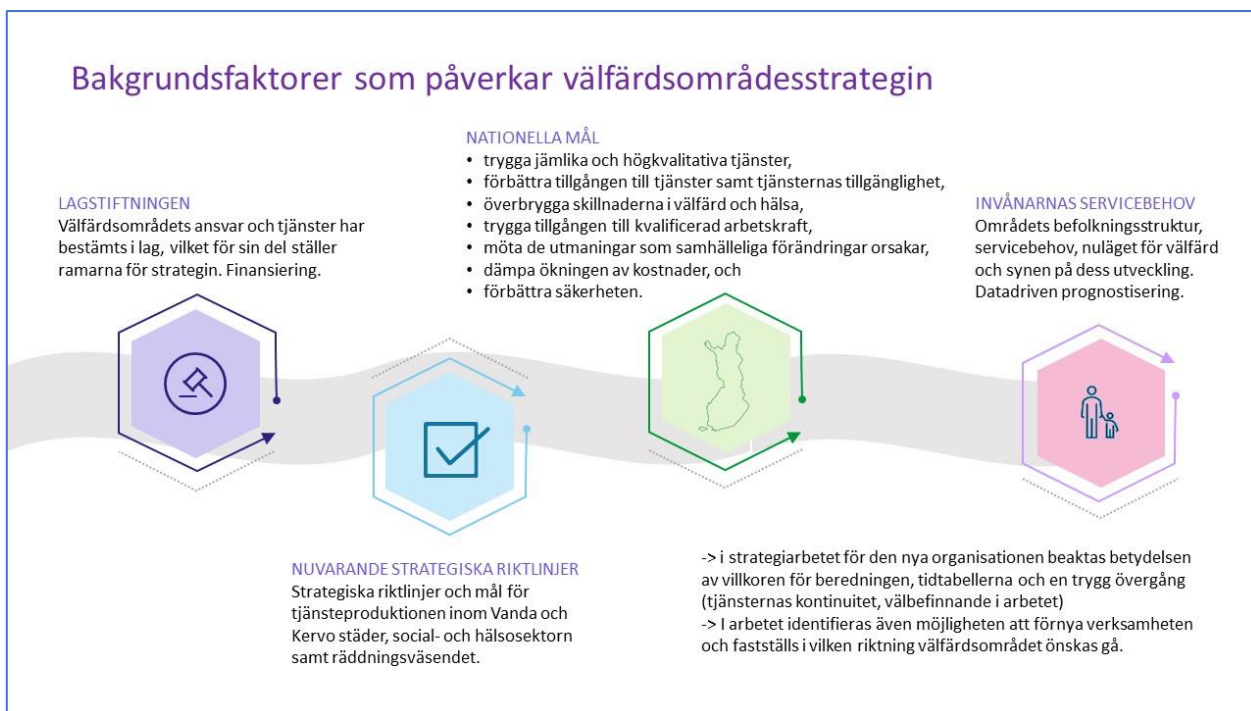 Bakgrundsfaktorer som påverkar välfärdsområdesstrategin
LAGSTIFTNINGEN
Välfärdsområdets ansvar och tjänster har
bestämts i lag, vilket för sin del ställer
ramarna för strategin. Finansiering.
NUVARANDE STRATEGISKA RIKTLINJER
Strategiska riktlinjer och mål för
tjänsteproduktionen inom Vanda och
Kervo städer, social- och hälsosektorn
samt räddningsväsendet.
NATIONELLA MÅL
• trygga jämlika och högkvalitativa tjänster,
• förbättra tillgången till tjänster samt tjänsternas tillgänglighet,
• överbrygga skillnaderna i välfärd och hälsa,
• trygga tillgången till kvalificerad arbetskraft,
• möta de utmaningar som samhälleliga förändringar orsakar,
• dämpa ökningen av kostnader, och
• förbättra säkerheten.
INVÅNARNAS SERVICEBEHOV
Områdets befolkningsstruktur,
servicebehov, nuläget för välfärd
och synen på dess utveckling.
Datadriven prognostisering.
-> i strategiarbetet för den nya organisationen beaktas betydelsen
av villkoren för beredningen, tidtabellerna och en trygg övergång
(tjänsternas kontinuitet, välbefinnande i arbetet)
-> I arbetet identifieras även möjligheten att förnya verksamheten
och fastställs i vilken riktning välfärdsområdet önskas gå.